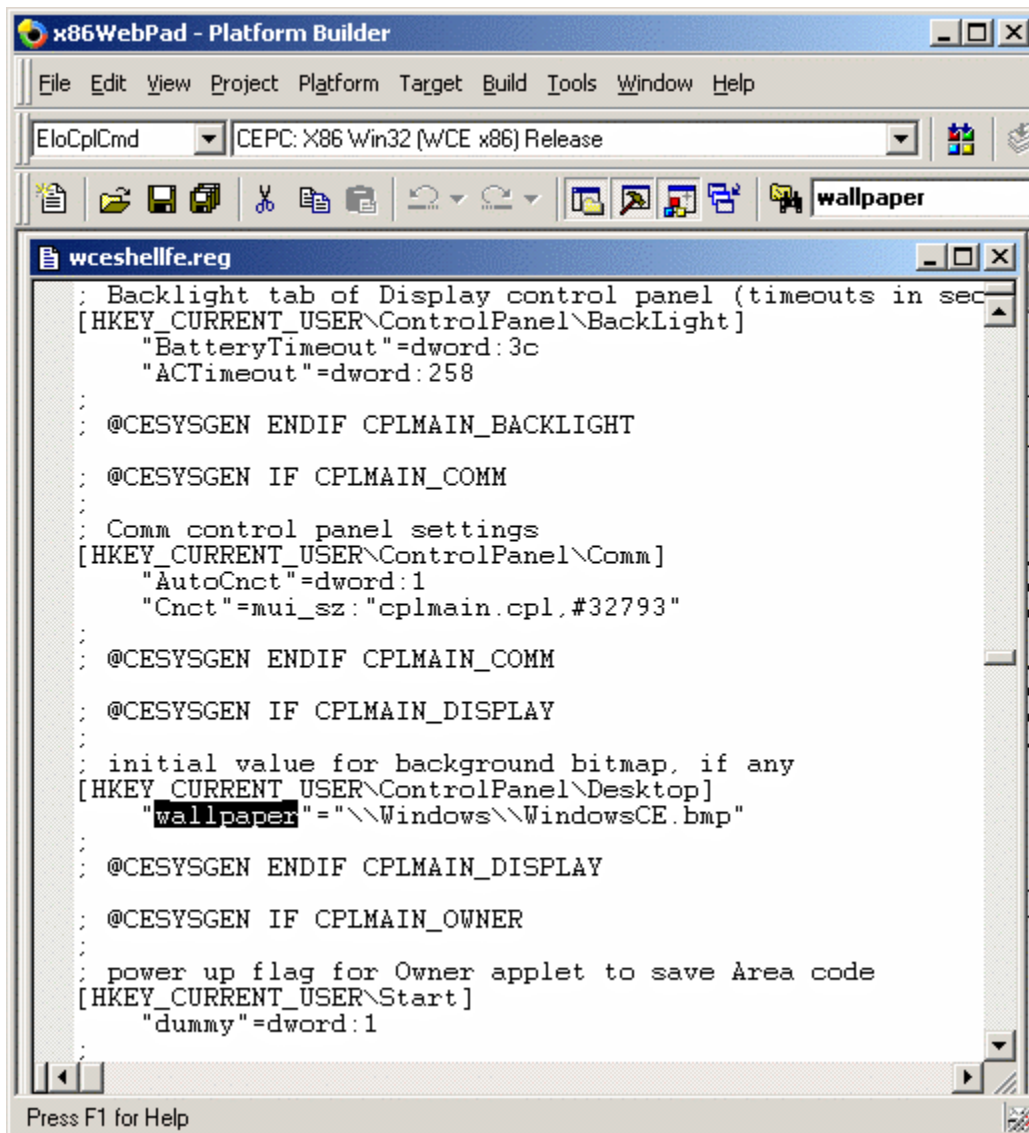 x86WebPad - Platform Builder
File Edit View Project Platform Target Build Tools Window Help
EloCplCmd CEPC: X86 Win32 (WCE x86) Release
wallpaper
wceshellfe.reg
; Backlight tab of Display control panel (timeouts in sec
[HKEY_CURRENT_USER\ControlPanel\BackLight]
"BatteryTimeout"=dword:3c
"ACTimeout"=dword:258
;
; @CESYSGEN ENDIF CPLMAIN_BACKLIGHT
; @CESYSGEN IF CPLMAIN_COMM
;
; Comm control panel settings
[HKEY_CURRENT_USER\ControlPanel\Comm]
"AutoCnct"=dword:1
"Cnct"=mui_sz:"cplmain.cpl,#32793"
;
; @CESYSGEN ENDIF CPLMAIN_COMM
; @CESYSGEN IF CPLMAIN_DISPLAY
;
; initial value for background bitmap, if any
[HKEY_CURRENT_USER\ControlPanel\Desktop]
"wallpaper"="\\Windows\\WindowsCE.bmp"
;
; @CESYSGEN ENDIF CPLMAIN_DISPLAY
; @CESYSGEN IF CPLMAIN_OWNER
;
; power up flag for Owner applet to save Area code
[HKEY_CURRENT_USER\Start]
"dummy"=dword:1
;
Press F1 for Help